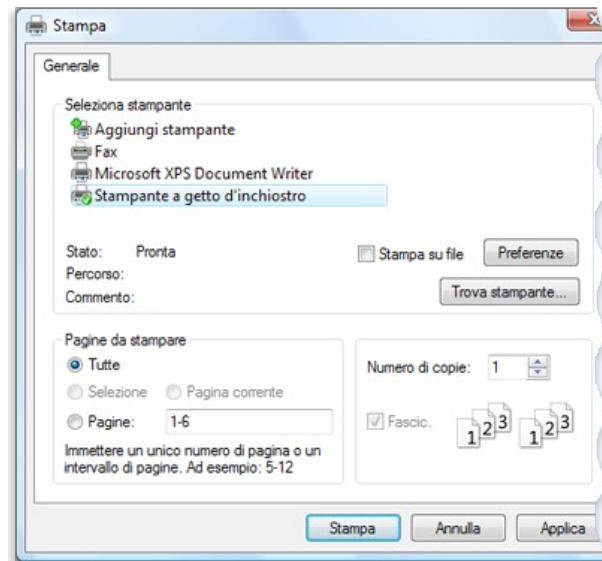 Stampa
Generale
Seleziona stampante
Aggiungi stampante
Fax
Microsoft XPS Document Writer
Stampante a getto d'inchiostro
Stato: Pronta
Stampa su file
Preferenze
Percorso:
Commento:
Trova stampante...
Pagine da stampare
Tutte
Selezione
Pagina corrente
Pagine: 1-6
Immettere un unico numero di pagina o un
intervallo di pagine. Ad esempio: 5-12
Numero di copie: 1
Fascic.
1 2 3 1 2 3
Stampa
Annulla
Applica